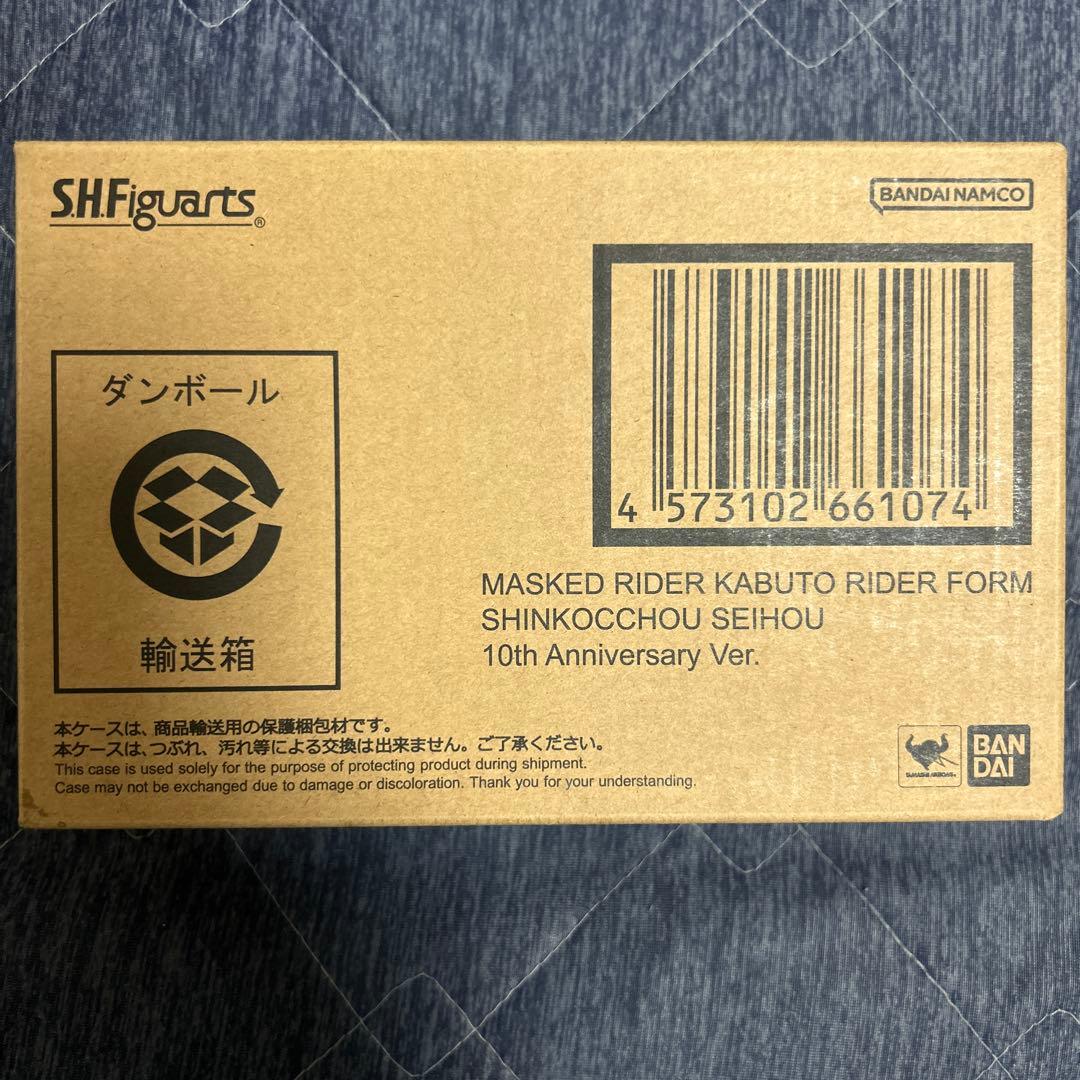 S.H.Figuarts®
BANDAI NAMCO
ダンボール
輸送箱
4 573102 661074
MASKED RIDER KABUTO RIDER FORM
SHINKOCCHOU SEIHOU
10th Anniversary Ver.
本ケースは、商品輸送用の保護梱包材です。
本ケースは、つぶれ、汚れ等による交換は出来ません。ご了承ください。
This case is used solely for the purpose of protecting product during shipment.
Case may not be exchanged due to damage or discoloration. Thank you for your understanding.
BAN
DAI